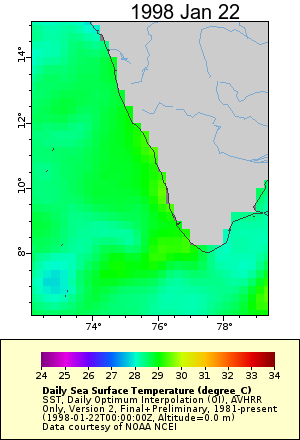 1998 Jan 22
14°
12°
10°
8°
74° 76° 78°
24 25 26 27 28 29 30 31 32 33 34
Daily Sea Surface Temperature (degree_C)
SST, Daily Optimum Interpolation (OI), AVHRR
Only, Version 2, Final+Preliminary, 1981-present
(1998-01-22T00:00:00Z, Altitude=0.0 m)
Data courtesy of NOAA NCEI